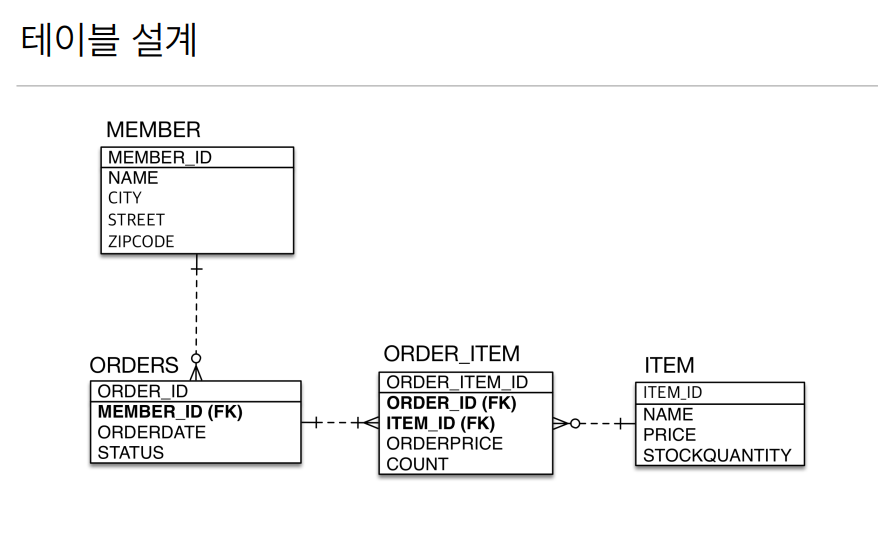 테이블 설계
MEMBER
MEMBER_ID
NAME
CITY
STREET
ZIPCODE
ORDERS
ORDER_ID
MEMBER_ID (FK)
ORDERDATE
STATUS
ORDER_ITEM
ORDER_ITEM_ID
ORDER_ID (FK)
ITEM_ID (FK)
ORDERPRICE
COUNT
ITEM
ITEM_ID
NAME
PRICE
STOCKQUANTITY